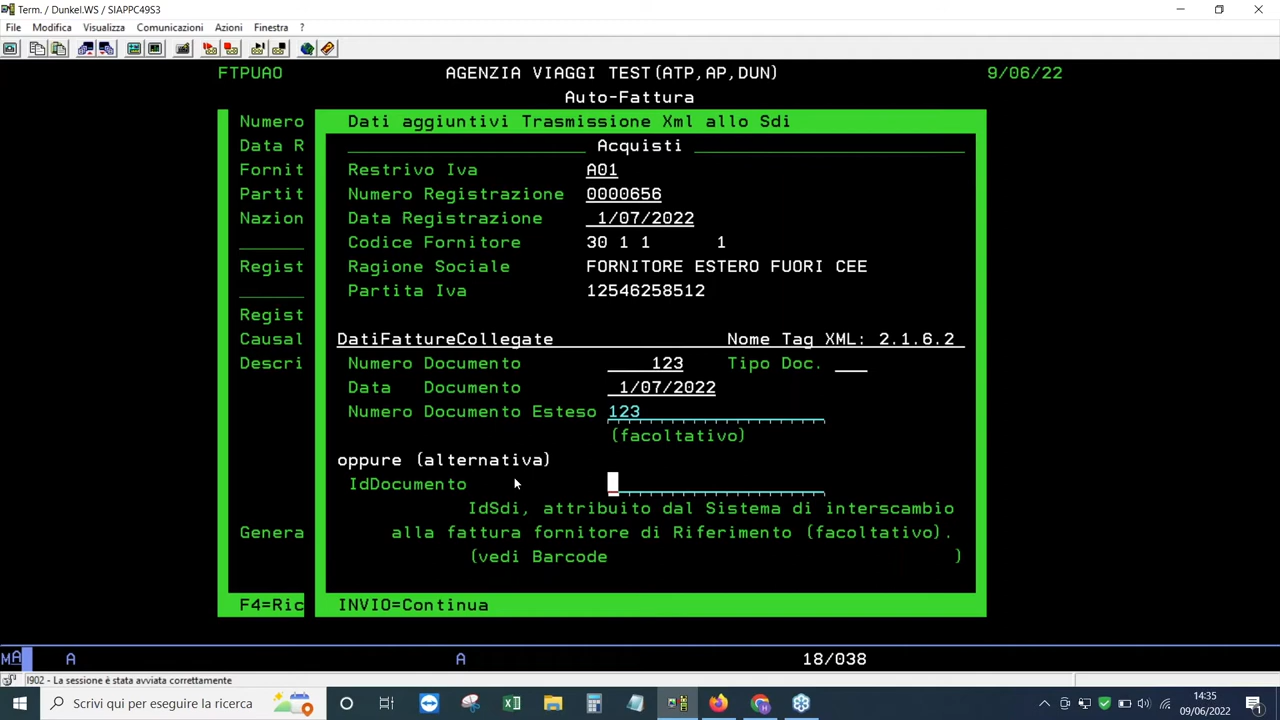 Term. / Dunkel.WS / SIAPPC49S3
File Modifica Visualizza Comunicazioni Azioni Finestra ?
FTPUAO AGENZIA VIAGGI TEST(ATP,AP,DUN) 9/06/22
Auto-Fattura
Numero Dati aggiuntivi Trasmissione Xml allo Sdi
Data R Acquisti
Fornit Restrivo Iva A01
Partit Numero Registrazione 0000656
Nazion Data Registrazione 1/07/2022
Codice Fornitore 30 1 1 1
Regist Ragione Sociale FORNITORE ESTERO FUORI CEE
Partita Iva 12546258512
Regist
Causal DatiFattureCollegate Nome Tag XML: 2.1.6.2
Descri Numero Documento 123 Tipo Doc.
Data Documento 1/07/2022
Numero Documento Esteso 123
(facoltativo)
oppure (alternativa)
IdDocumento
IdSdi, attribuito dal Sistema di interscambio
Genera alla fattura fornitore di Riferimento (facoltativo).
(vedi Barcode )
F4=Ric INVIO=Continua
MA A A 18/038
I902 - La sessione è stata avviata correttamente
Scrivi qui per eseguire la ricerca
14:35
09/06/2022